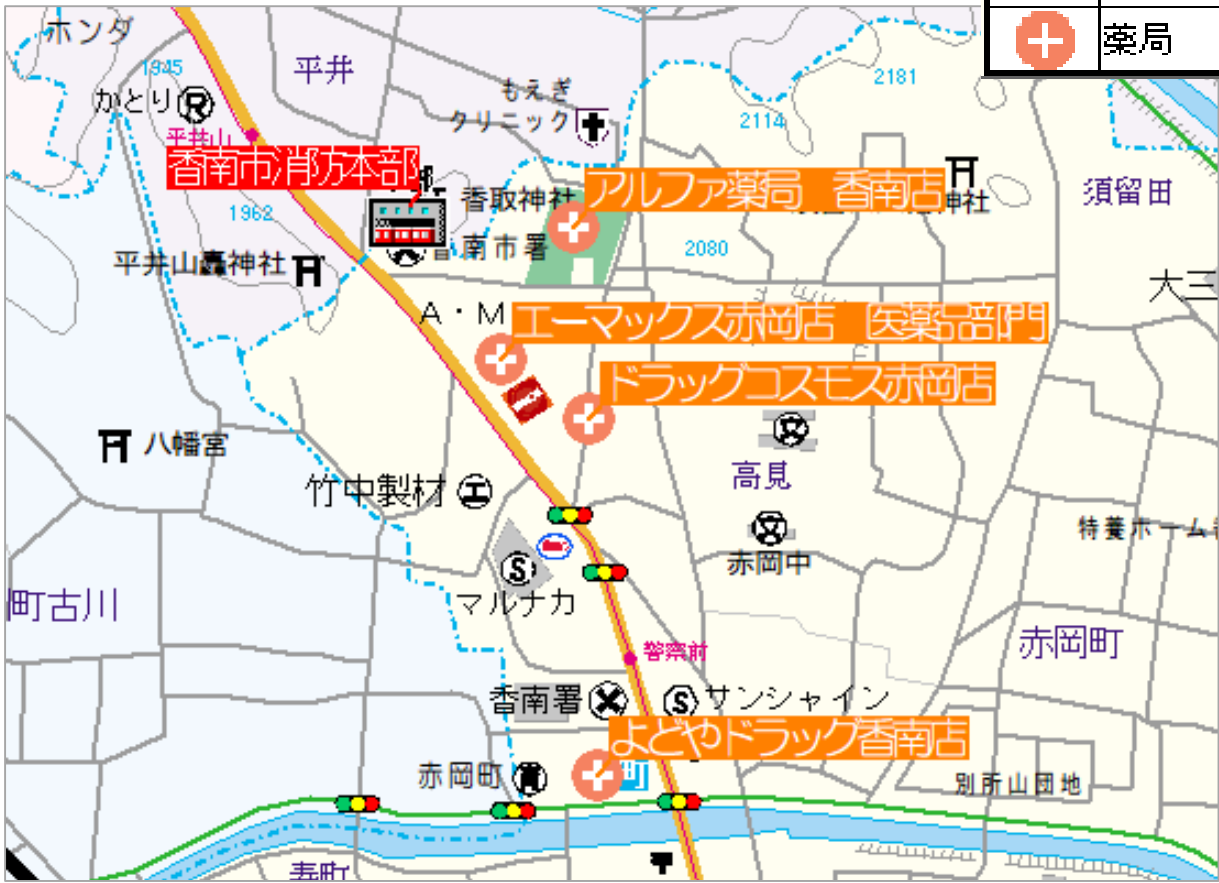 薬局
ホンダ
1945
平井
2181
もえぎ
クリニック
かとり
R
2114
平井山
香南市消防本部
アルファ薬局 香南店
香取神社
神社
須留田
1962
南市署
2080
平井山轟神社
大三
A・M
エーマックス赤岡店 医薬品部門
ドラッグコスモス赤岡店
八幡宮
高見
竹中製材
工
文
特養ホーム
赤岡中
S
マルナカ
町古川
赤岡町
警察前
香南署
S
サンシャイン
よどやドラッグ香南店
赤岡町
町
別所山団地
寿町